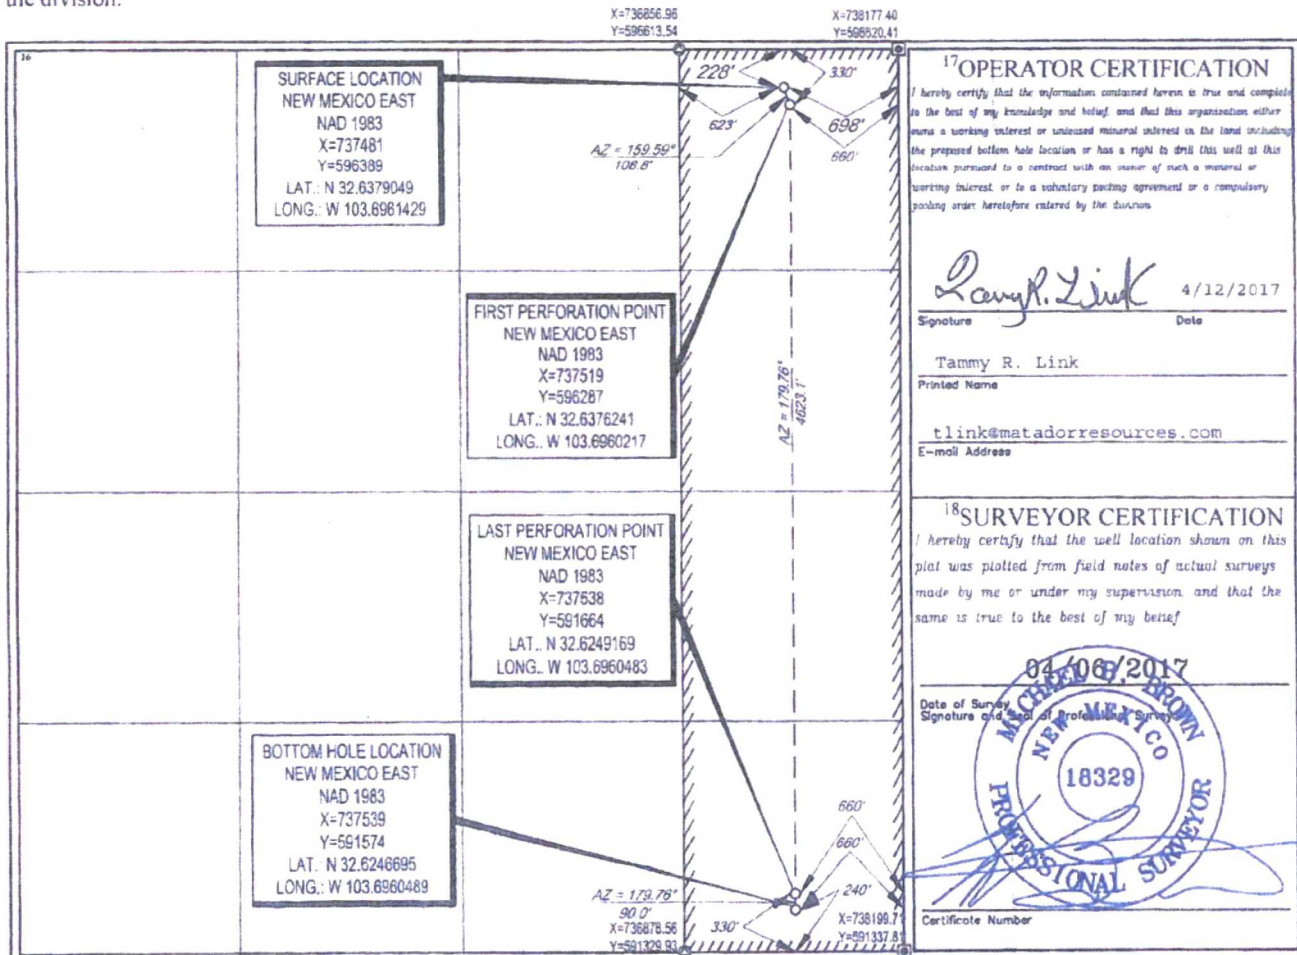 the division.
X=736856.96
Y=596613.54
X=738177.40
Y=596620.41
16
SURFACE LOCATION
NEW MEXICO EAST
NAD 1983
X=737481
Y=596389
LAT.: N 32.6379049
LONG.: W 103.6961429
228'
330'
623'
698'
660'
AZ = 159.59°
108.8'
FIRST PERFORATION POINT
NEW MEXICO EAST
NAD 1983
X=737519
Y=596287
LAT.: N 32.6376241
LONG.. W 103.6960217
AZ = 179.76°
4623.1'
LAST PERFORATION POINT
NEW MEXICO EAST
NAD 1983
X=737538
Y=591664
LAT.. N 32.6249169
LONG.. W 103.6960483
BOTTOM HOLE LOCATION
NEW MEXICO EAST
NAD 1983
X=737539
Y=591574
LAT.: N 32.6246695
LONG.: W 103.6960489
660'
660'
AZ = 179.76°
90.0'
240'
330'
X=736878.56
Y=591329.93
X=738199.71
Y=591337.81
17OPERATOR CERTIFICATION
I hereby certify that the information contained herein is true and complete
to the best of my knowledge and belief, and that this organization either
owns a working interest or unleased mineral interest in the land including
the proposed bottom hole location or has a right to drill this well at this
location pursuant to a contract with an owner of such a mineral or
working interest, or to a voluntary pooling agreement or a compulsory
pooling order heretofore entered by the division
Tammy R. Link 4/12/2017
Signature Date
Tammy R. Link
Printed Name
tlink@matadorresources.com
E-mail Address
18SURVEYOR CERTIFICATION
I hereby certify that the well location shown on this
plat was plotted from field notes of actual surveys
made by me or under my supervision and that the
same is true to the best of my belief
04/06/2017
Date of Survey
Signature and Seal of Professional Surveyor
MICHAEL B. BROWN
NEW MEXICO
18329
PROFESSIONAL SURVEYOR
Certificate Number